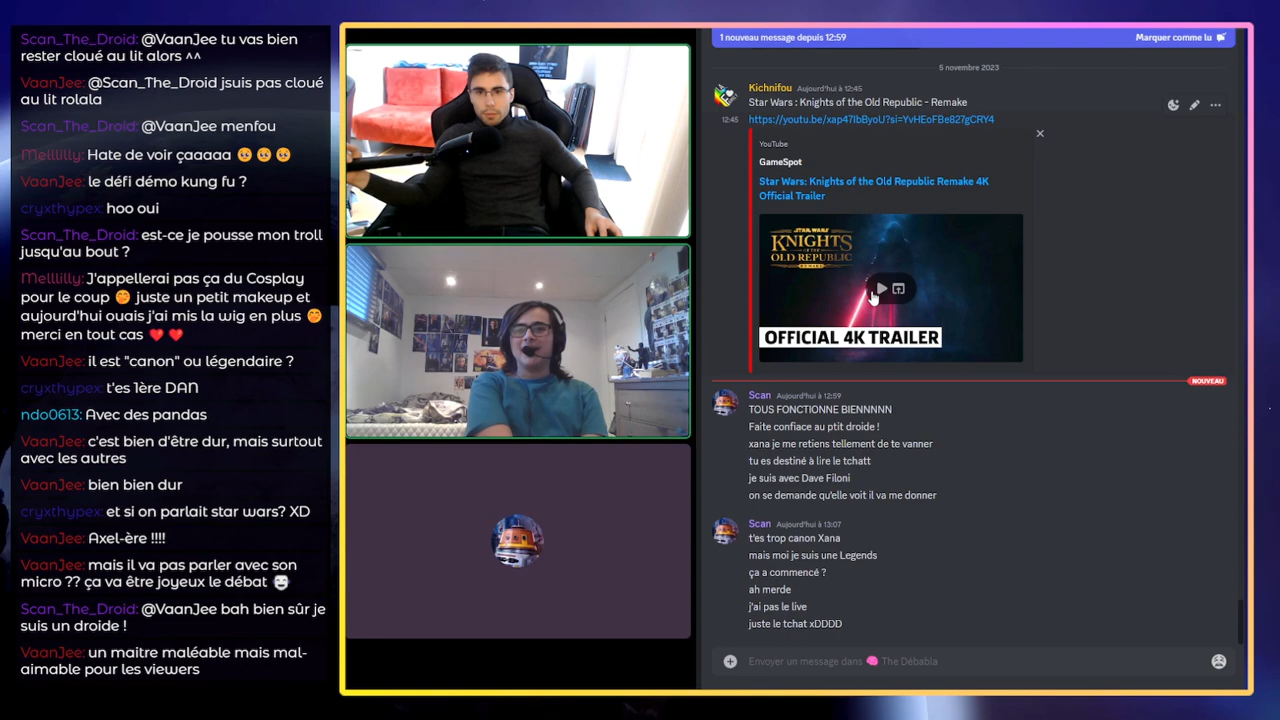 Scan_The_Droid: @VaanJee tu vas bien
rester cloué au lit alors ^^
VaanJee: @Scan_The_Droid jsuis pas cloué
au lit rolala
Scan_The_Droid: @VaanJee menfou
Melllilly: Hate de voir çaaaaa 🥺 🥺 🥺
VaanJee: le défi démo kung fu ?
cryxthypex: hoo oui
Scan_The_Droid: est-ce je pousse mon troll
jusqu'au bout ?
Melllilly: J'appellerai pas ça du Cosplay
pour le coup 🤭 juste un petit makeup et
aujourd'hui ouais j'ai mis la wig en plus 🤭
merci en tout cas ❤️ ❤️
VaanJee: il est "canon" ou légendaire ?
cryxthypex: t'es 1ère DAN
ndo0613: Avec des pandas
VaanJee: c'est bien d'être dur, mais surtout
avec les autres
VaanJee: bien bien dur
cryxthypex: et si on parlait star wars? XD
VaanJee: Axel-ère !!!!
VaanJee: mais il va pas parler avec son
micro ?? ça va être joyeux le débat
Scan_The_Droid: @VaanJee bah bien sûr je
suis un droide !
VaanJee: un maitre maléable mais mal-
aimable pour les viewers
1 nouveau message depuis 12:59
Marquer comme lu
5 novembre 2023
Kichnifou Aujourd'hui à 12:45
Star Wars : Knights of the Old Republic - Remake
12:45 https://youtu.be/xap47IbByoU?si=YvHEoFBe827gCRY4
YouTube
GameSpot
Star Wars: Knights of the Old Republic Remake 4K
Official Trailer
STAR WARS
KNIGHTS
OF THE
OLD REPUBLIC
REMAKE
OFFICIAL 4K TRAILER
NOUVEAU
Scan Aujourd'hui à 12:59
TOUS FONCTIONNE BIENNNNN
Faite confiace au ptit droide !
xana je me retiens tellement de te vanner
tu es destiné à lire le tchatt
je suis avec Dave Filoni
on se demande qu'elle voit il va me donner
Scan Aujourd'hui à 13:07
t'es trop canon Xana
mais moi je suis une Legends
ça a commencé ?
ah merde
j'ai pas le live
juste le tchat xDDDD
Envoyer un message dans 🧠 The Débabla